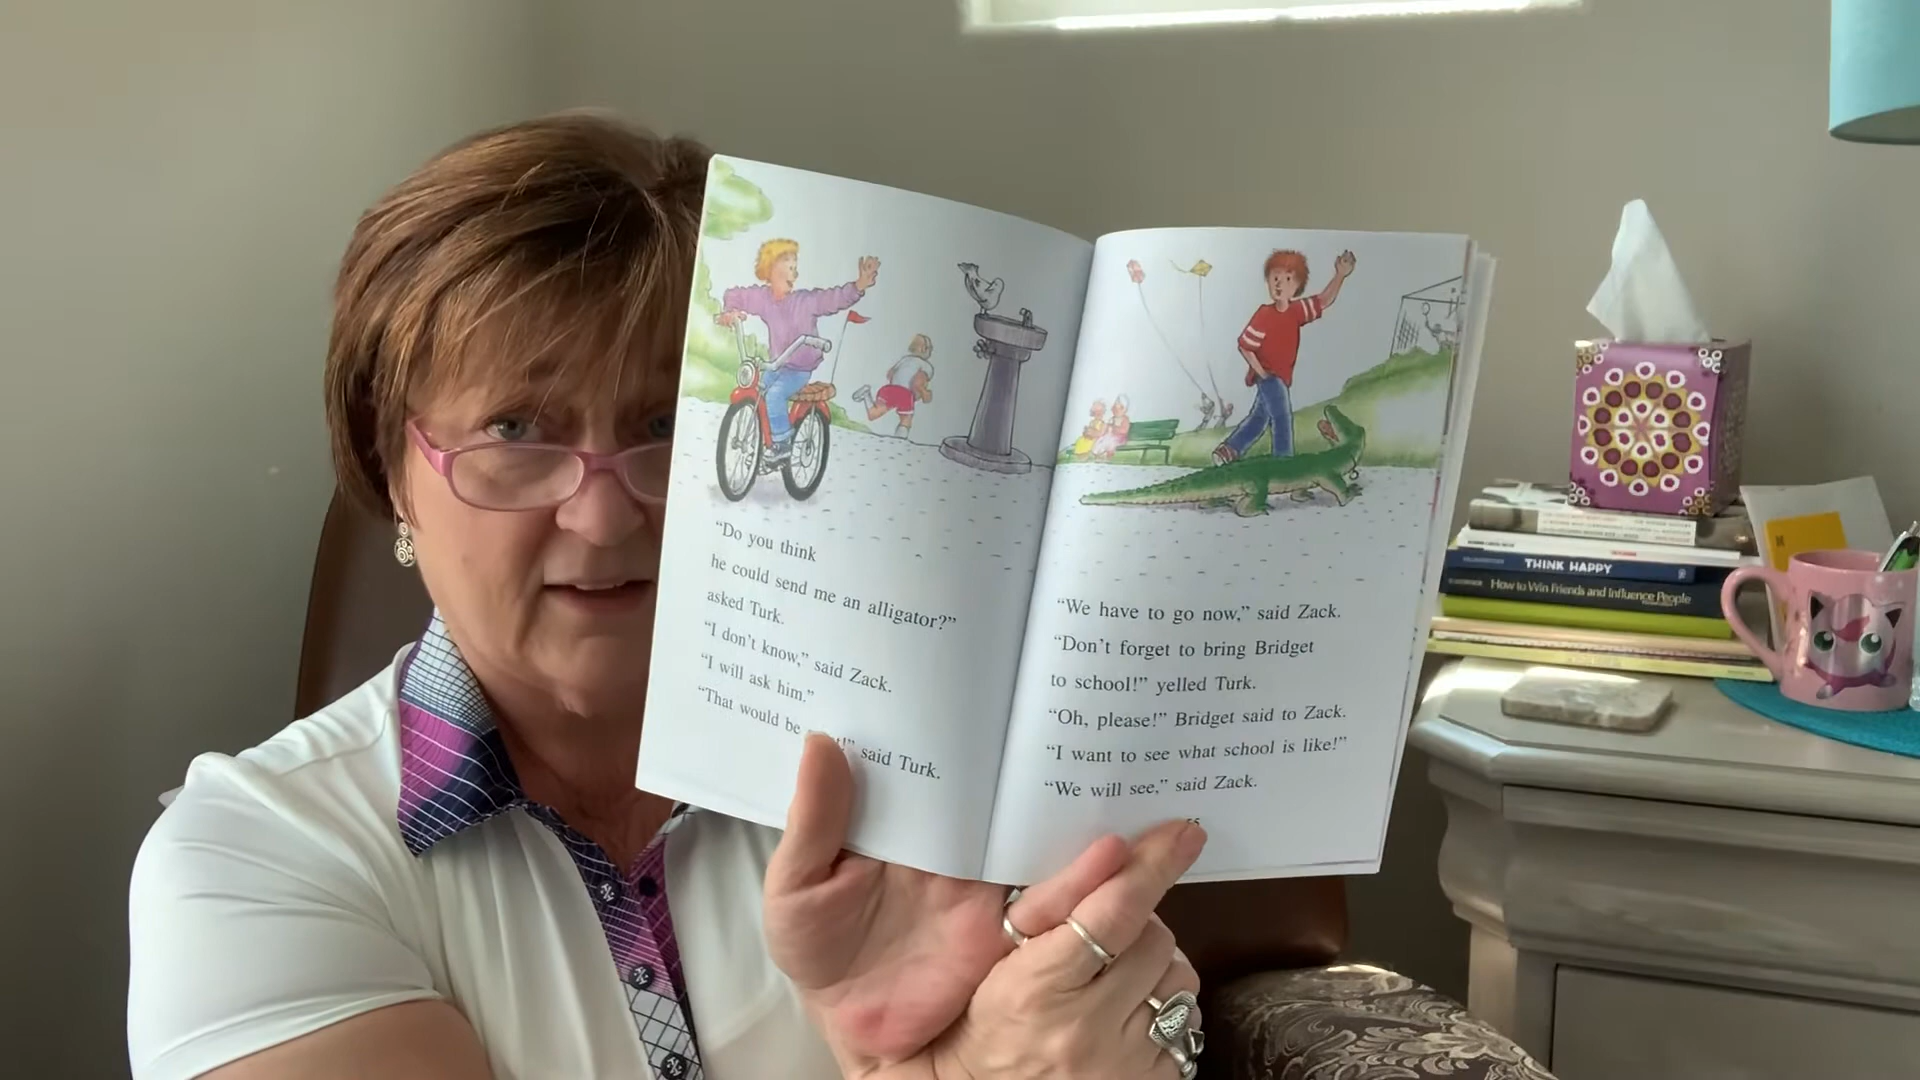 “Do you think
he could send me an alligator?”
asked Turk.
“I don’t know,” said Zack.
“I will ask him.”
“That would be !” said Turk.
“We have to go now,” said Zack.
“Don’t forget to bring Bridget
to school!” yelled Turk.
“Oh, please!” Bridget said to Zack.
“I want to see what school is like!”
“We will see,” said Zack.
55
THINK HAPPY
How to Win Friends and Influence People